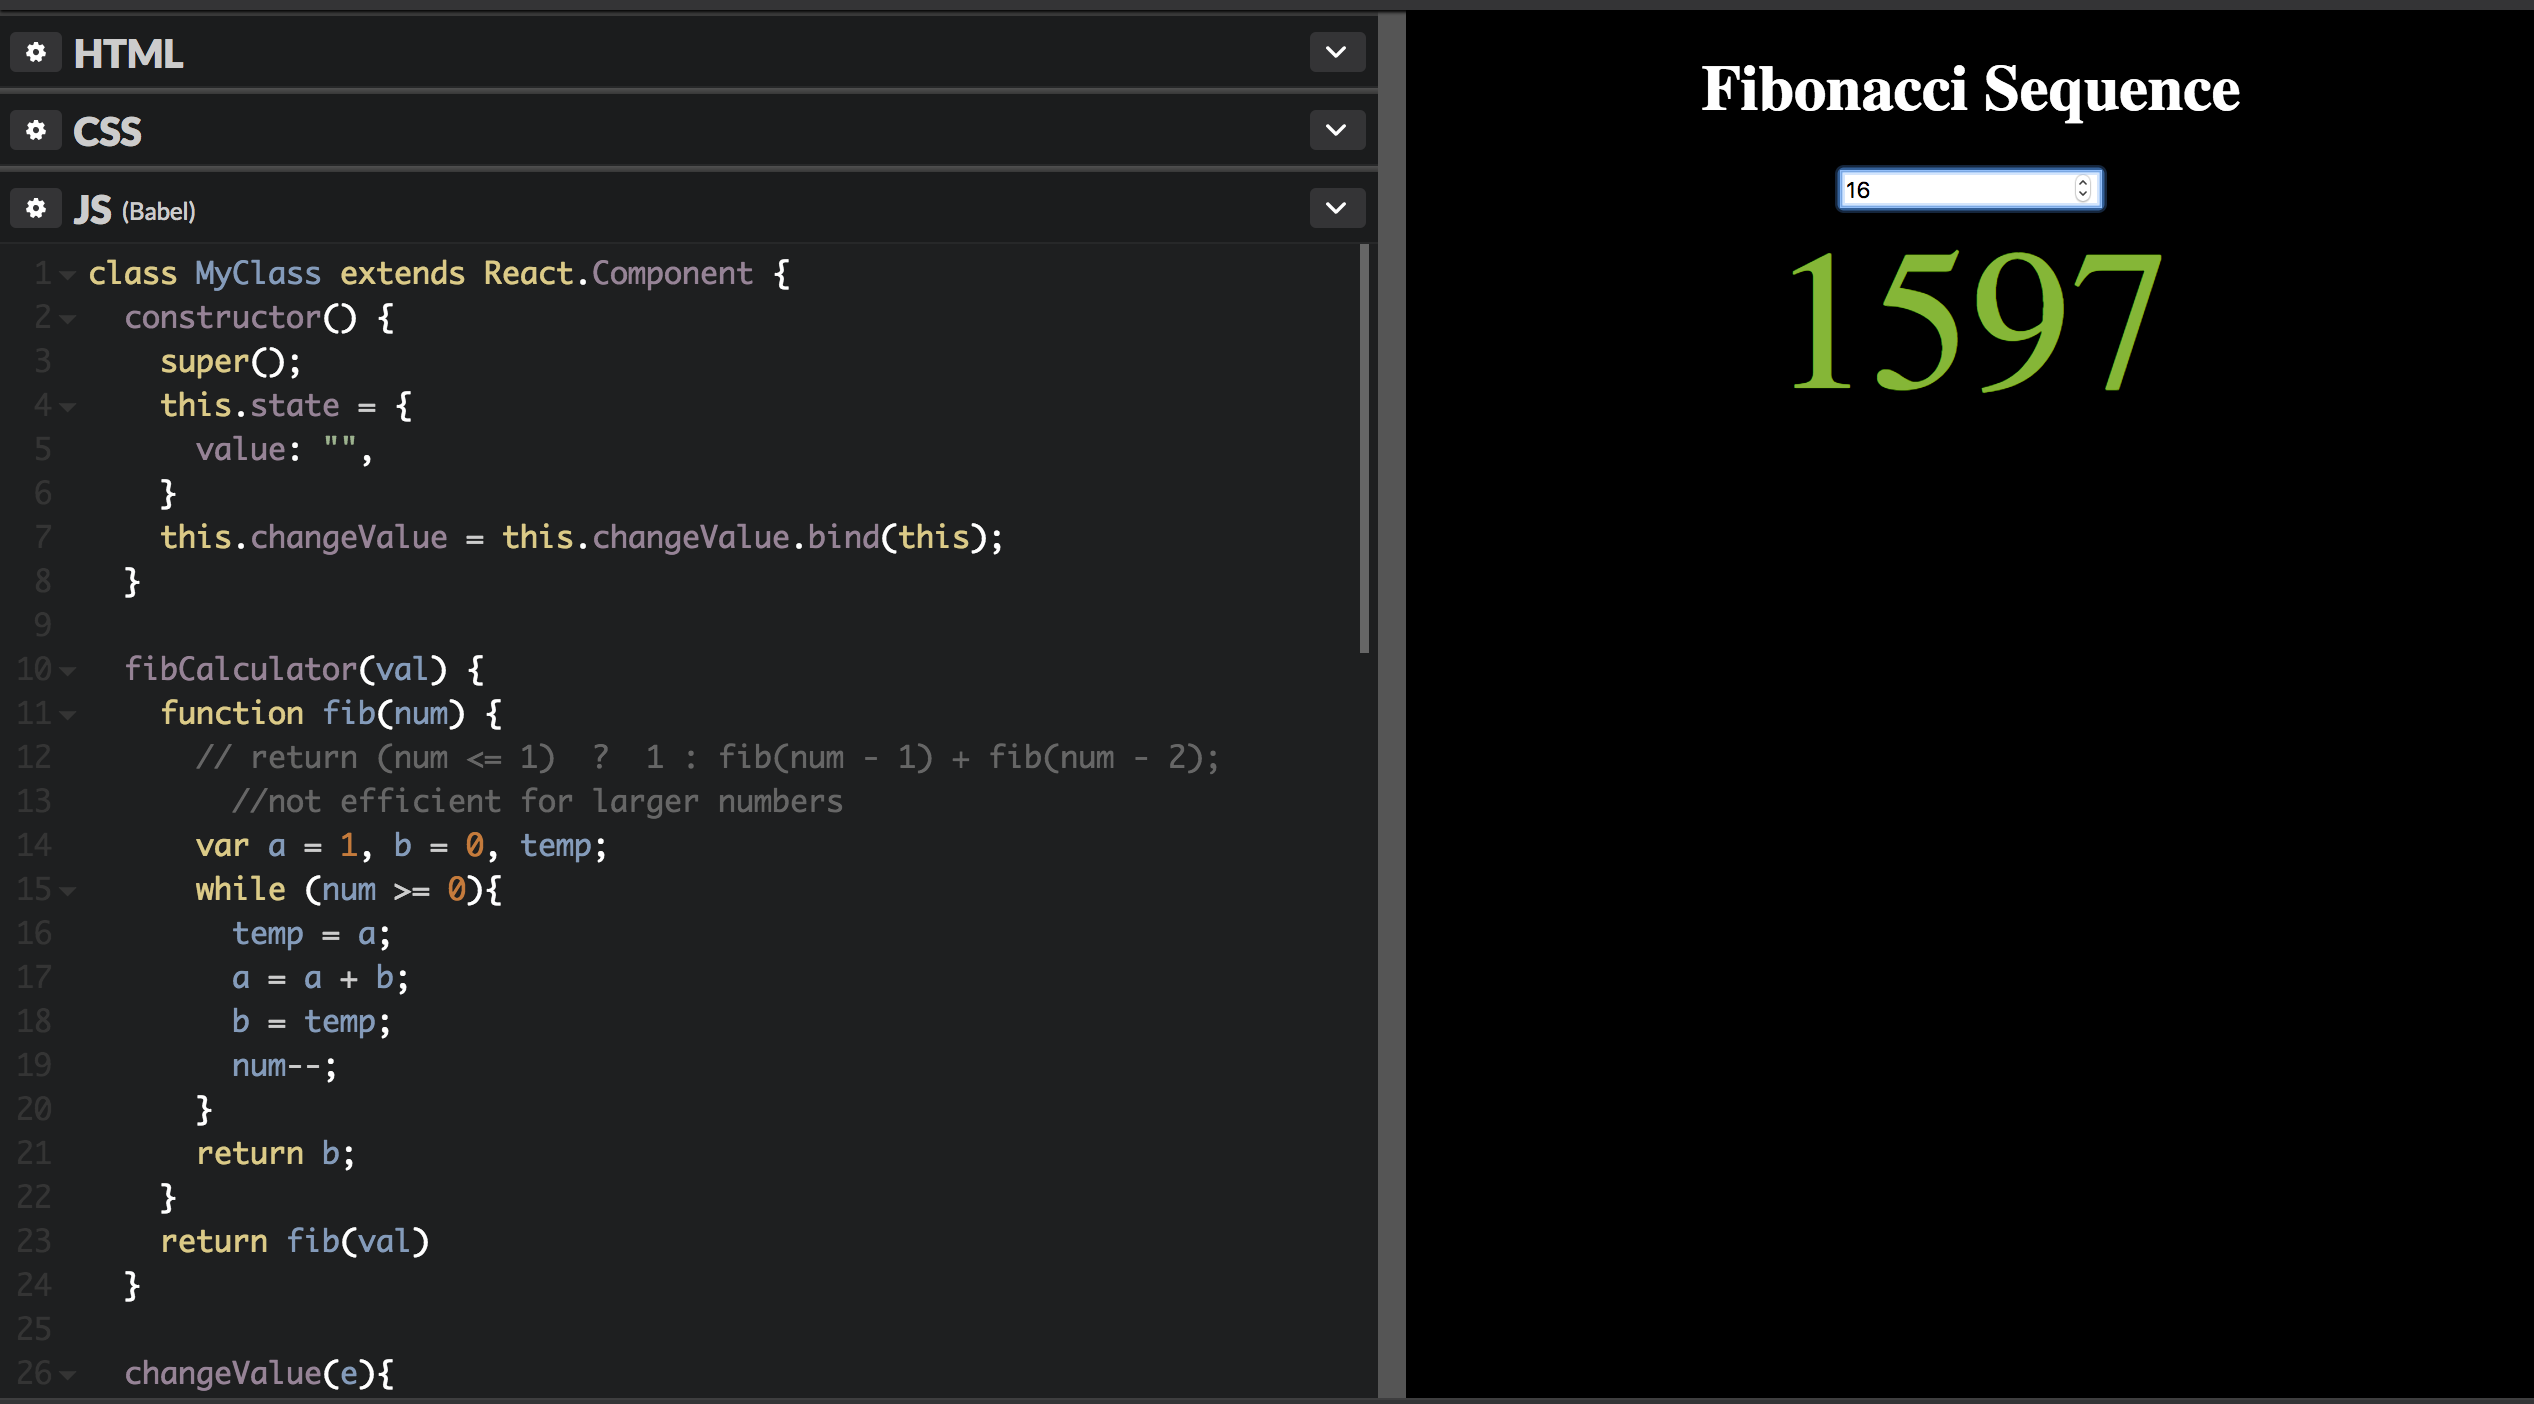 HTML
CSS
JS (Babel)
1 class MyClass extends React.Component {
2 constructor() {
3 super();
4 this.state = {
5 value: "",
6 }
7 this.changeValue = this.changeValue.bind(this);
8 }
9
10 fibCalculator(val) {
11 function fib(num) {
12 // return (num <= 1)  ?  1 : fib(num - 1) + fib(num - 2);
13 //not efficient for larger numbers
14 var a = 1, b = 0, temp;
15 while (num >= 0){
16 temp = a;
17 a = a + b;
18 b = temp;
19 num--;
20 }
21 return b;
22 }
23 return fib(val)
24 }
25
26 changeValue(e){
Fibonacci Sequence
16
1597